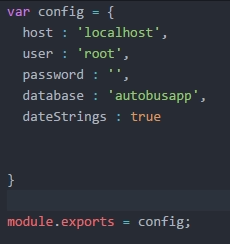 var config = {
host : 'localhost',
user : 'root',
password : '',
database : 'autobusapp',
dateStrings : true
}
module.exports = config;